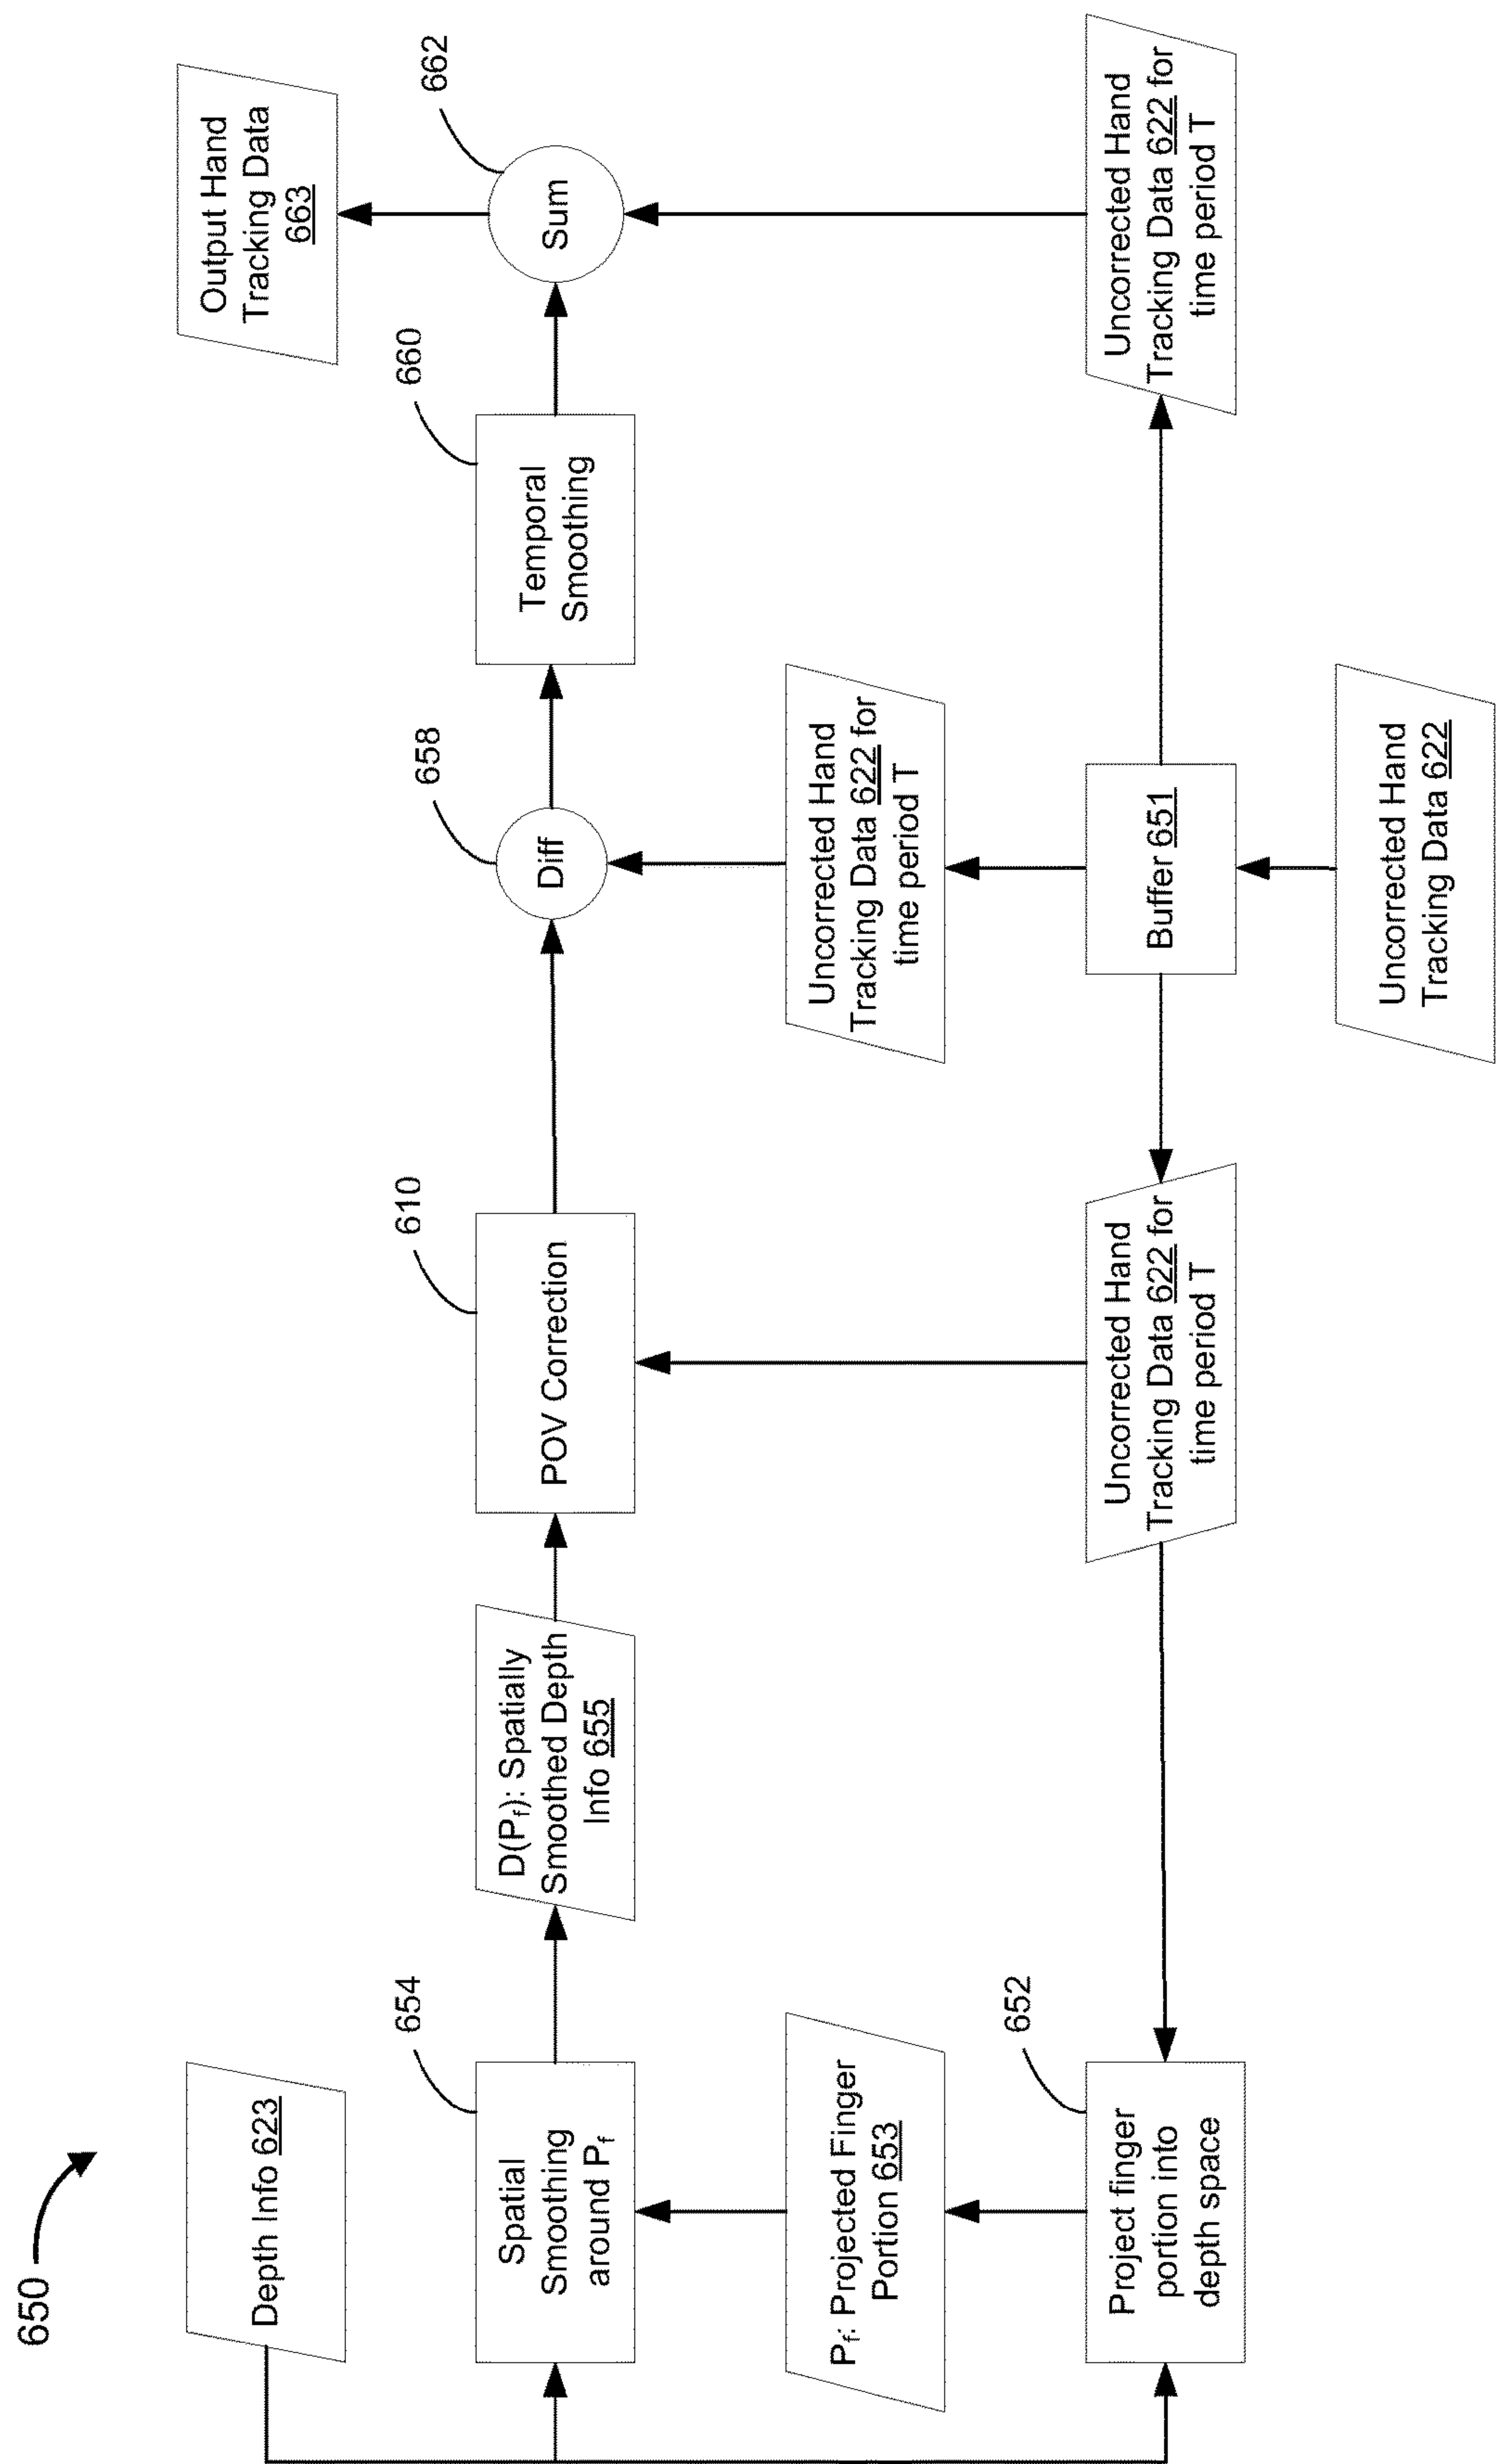 650
Depth Info 623
654
Spatial
Smoothing
around Pf
Pf: Projected Finger
Portion 653
652
Project finger
portion into
depth space
D(Pf): Spatially
Smoothed Depth
Info 655
610
POV Correction
Uncorrected Hand
Tracking Data 622 for
time period T
658
Diff
Uncorrected Hand
Tracking Data 622 for
time period T
Buffer 651
Uncorrected Hand
Tracking Data 622
660
Temporal
Smoothing
662
Sum
Output Hand
Tracking Data
663
Uncorrected Hand
Tracking Data 622 for
time period T